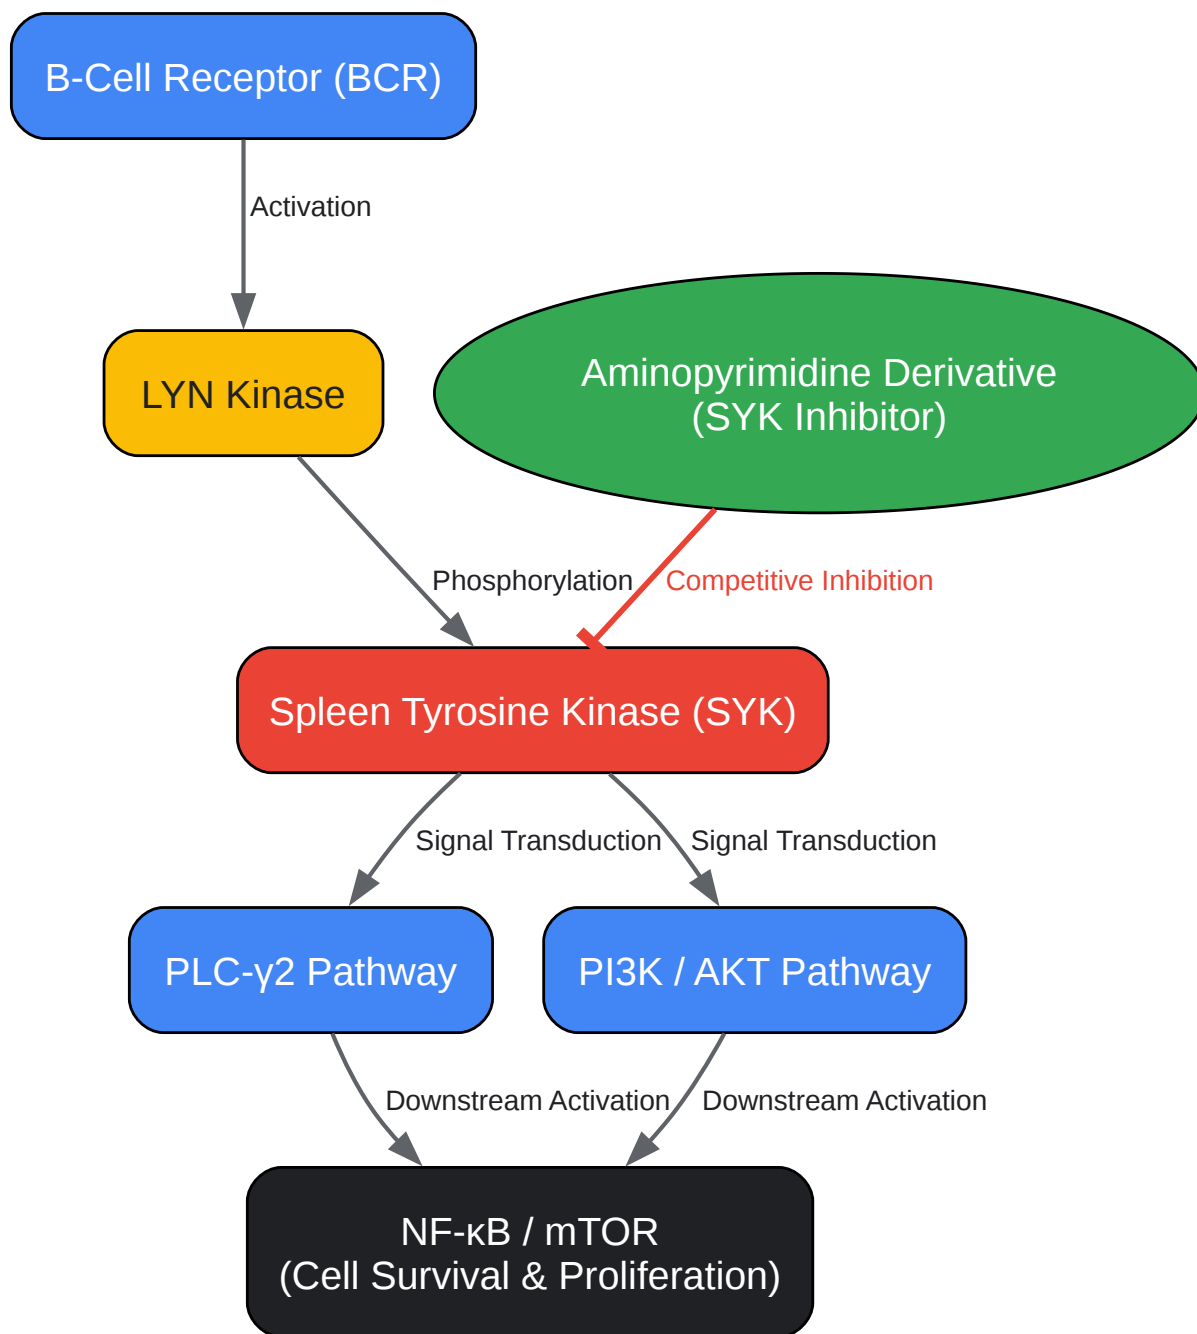 B-Cell Receptor (BCR)
Activation
LYN Kinase
Aminopyrimidine Derivative
(SYK Inhibitor)
Phosphorylation
Competitive Inhibition
Spleen Tyrosine Kinase (SYK)
Signal Transduction
Signal Transduction
PLC-γ2 Pathway
PI3K / AKT Pathway
Downstream Activation
Downstream Activation
NF-κB / mTOR
(Cell Survival & Proliferation)